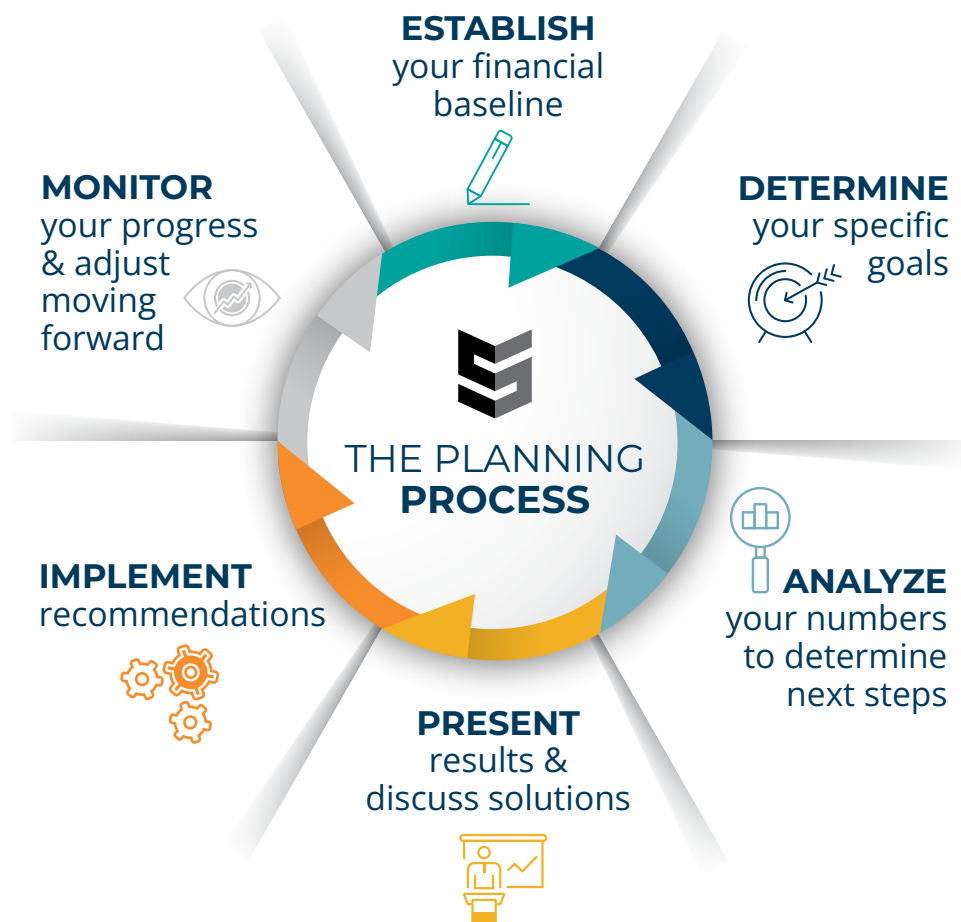 ESTABLISH
your financial
baseline
DETERMINE
your specific
goals
ANALYZE
your numbers
to determine
next steps
PRESENT
results &
discuss solutions
IMPLEMENT
recommendations
MONITOR
your progress
& adjust
moving
forward
THE PLANNING
PROCESS